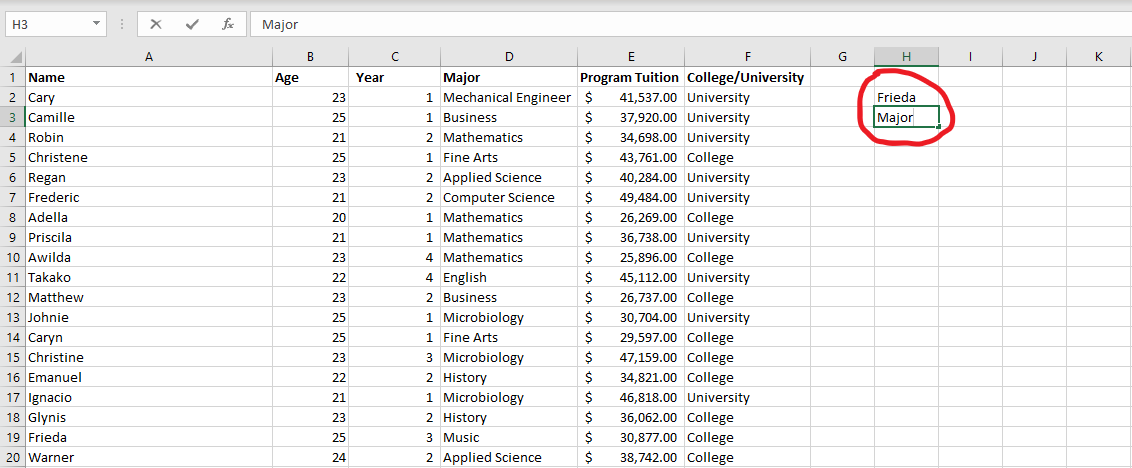 H3 fx Major
A B C D E F G H I J K
1 Name Age Year Major Program Tuition College/University
2 Cary 23 1 Mechanical Engineer $ 41,537.00 University Frieda
3 Camille 25 1 Business $ 37,920.00 University Major
4 Robin 21 2 Mathematics $ 34,698.00 University
5 Christene 25 1 Fine Arts $ 43,761.00 College
6 Regan 23 2 Applied Science $ 40,284.00 University
7 Frederic 21 2 Computer Science $ 49,484.00 University
8 Adella 20 1 Mathematics $ 26,269.00 College
9 Priscila 21 1 Mathematics $ 36,738.00 University
10 Awilda 23 4 Mathematics $ 25,896.00 College
11 Takako 22 4 English $ 45,112.00 University
12 Matthew 23 2 Business $ 26,737.00 College
13 Johnie 25 1 Microbiology $ 30,704.00 University
14 Caryn 25 1 Fine Arts $ 29,597.00 College
15 Christine 23 3 Microbiology $ 47,159.00 College
16 Emanuel 22 2 History $ 34,821.00 College
17 Ignacio 21 1 Microbiology $ 46,818.00 University
18 Glynis 23 2 History $ 36,062.00 College
19 Frieda 25 3 Music $ 30,877.00 College
20 Warner 24 2 Applied Science $ 38,742.00 College